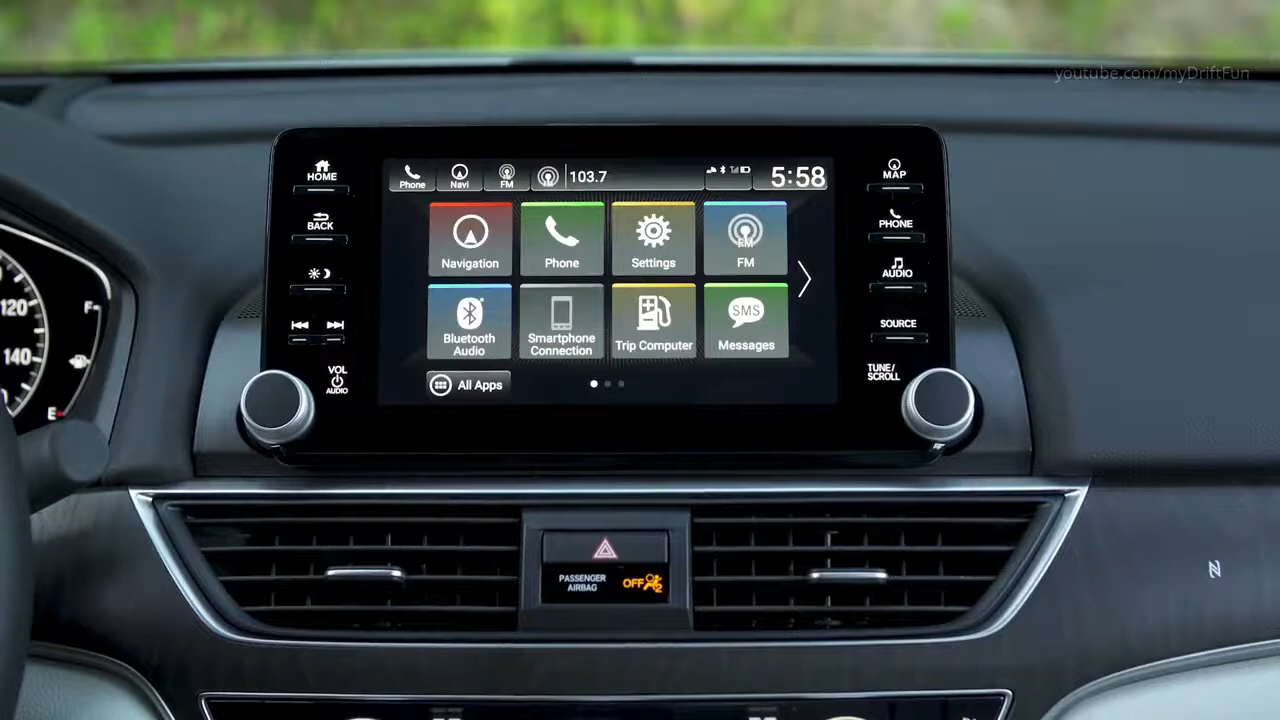 youtube.com/myDriftFun
HOME
BACK
VOL
AUDIO
Phone
Navi
FM
103.7
5:58
Navigation
Phone
Settings
FM
FM
Bluetooth
Audio
Smartphone
Connection
Trip Computer
SMS
Messages
All Apps
MAP
PHONE
AUDIO
SOURCE
TUNE/
SCROLL
120
140
F
E
PASSENGER
AIRBAG
OFF
2
N